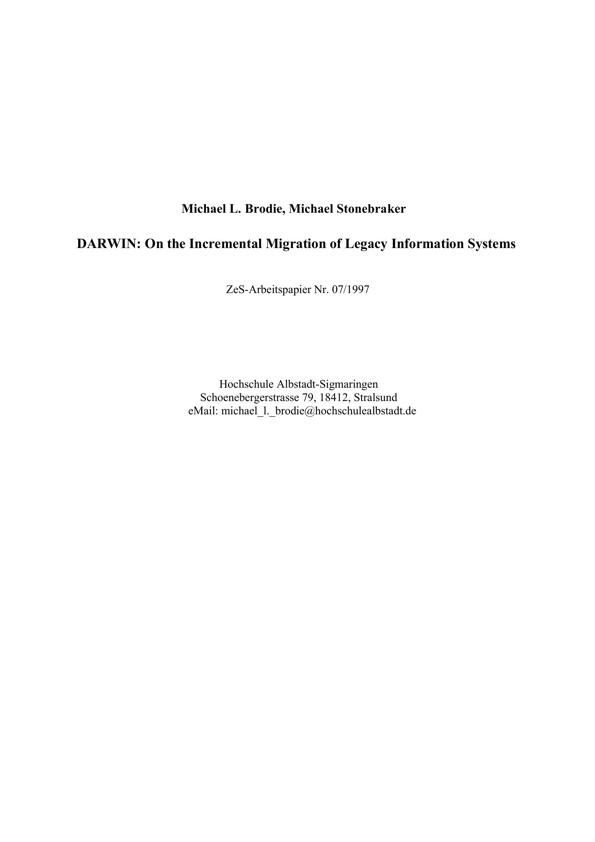 Michael L. Brodie, Michael Stonebraker
DARWIN: On the Incremental Migration of Legacy Information Systems
ZeS-Arbeitspapier Nr. 07/1997
Hochschule Albstadt-Sigmaringen
Schoenebergerstrasse 79, 18412, Stralsund
eMail: michael_l._brodie@hochschulealbstadt.de